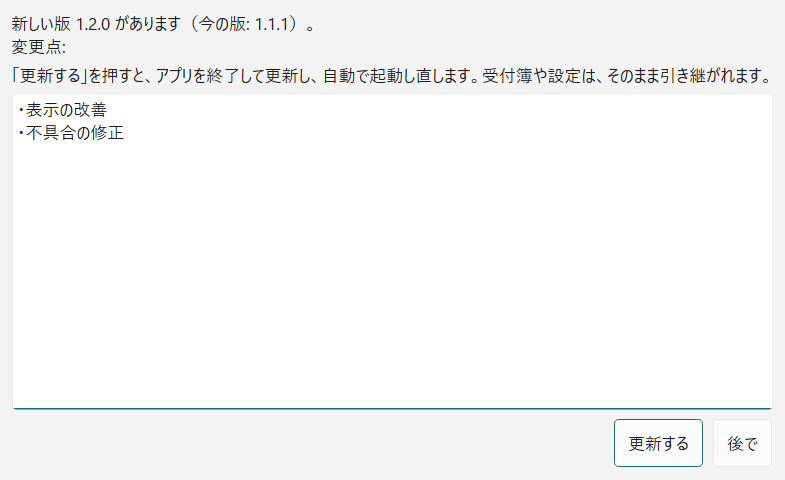 新しい版 1.2.0 があります（今の版: 1.1.1）。
変更点:
「更新する」を押すと、アプリを終了して更新し、自動で起動し直します。受付簿や設定は、そのまま引き継がれます。
・表示の改善
・不具合の修正
更新する 後で